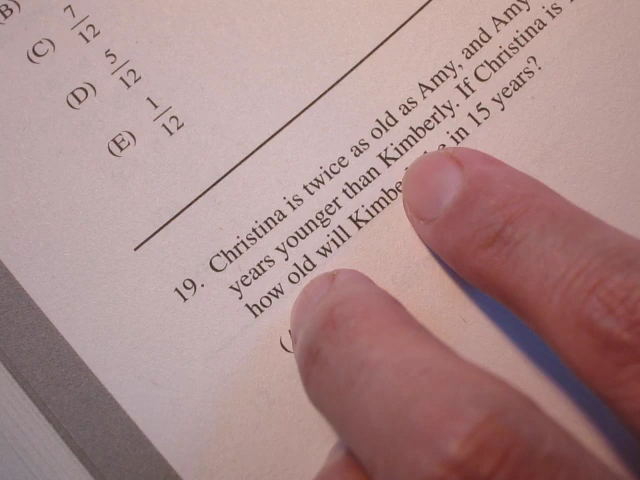 (B)
(C) 7/12
(D) 5/12
(E) 1/12
19. Christina is twice as old as Amy, and Amy
years younger than Kimberly. If Christina is
how old will in 15 years?